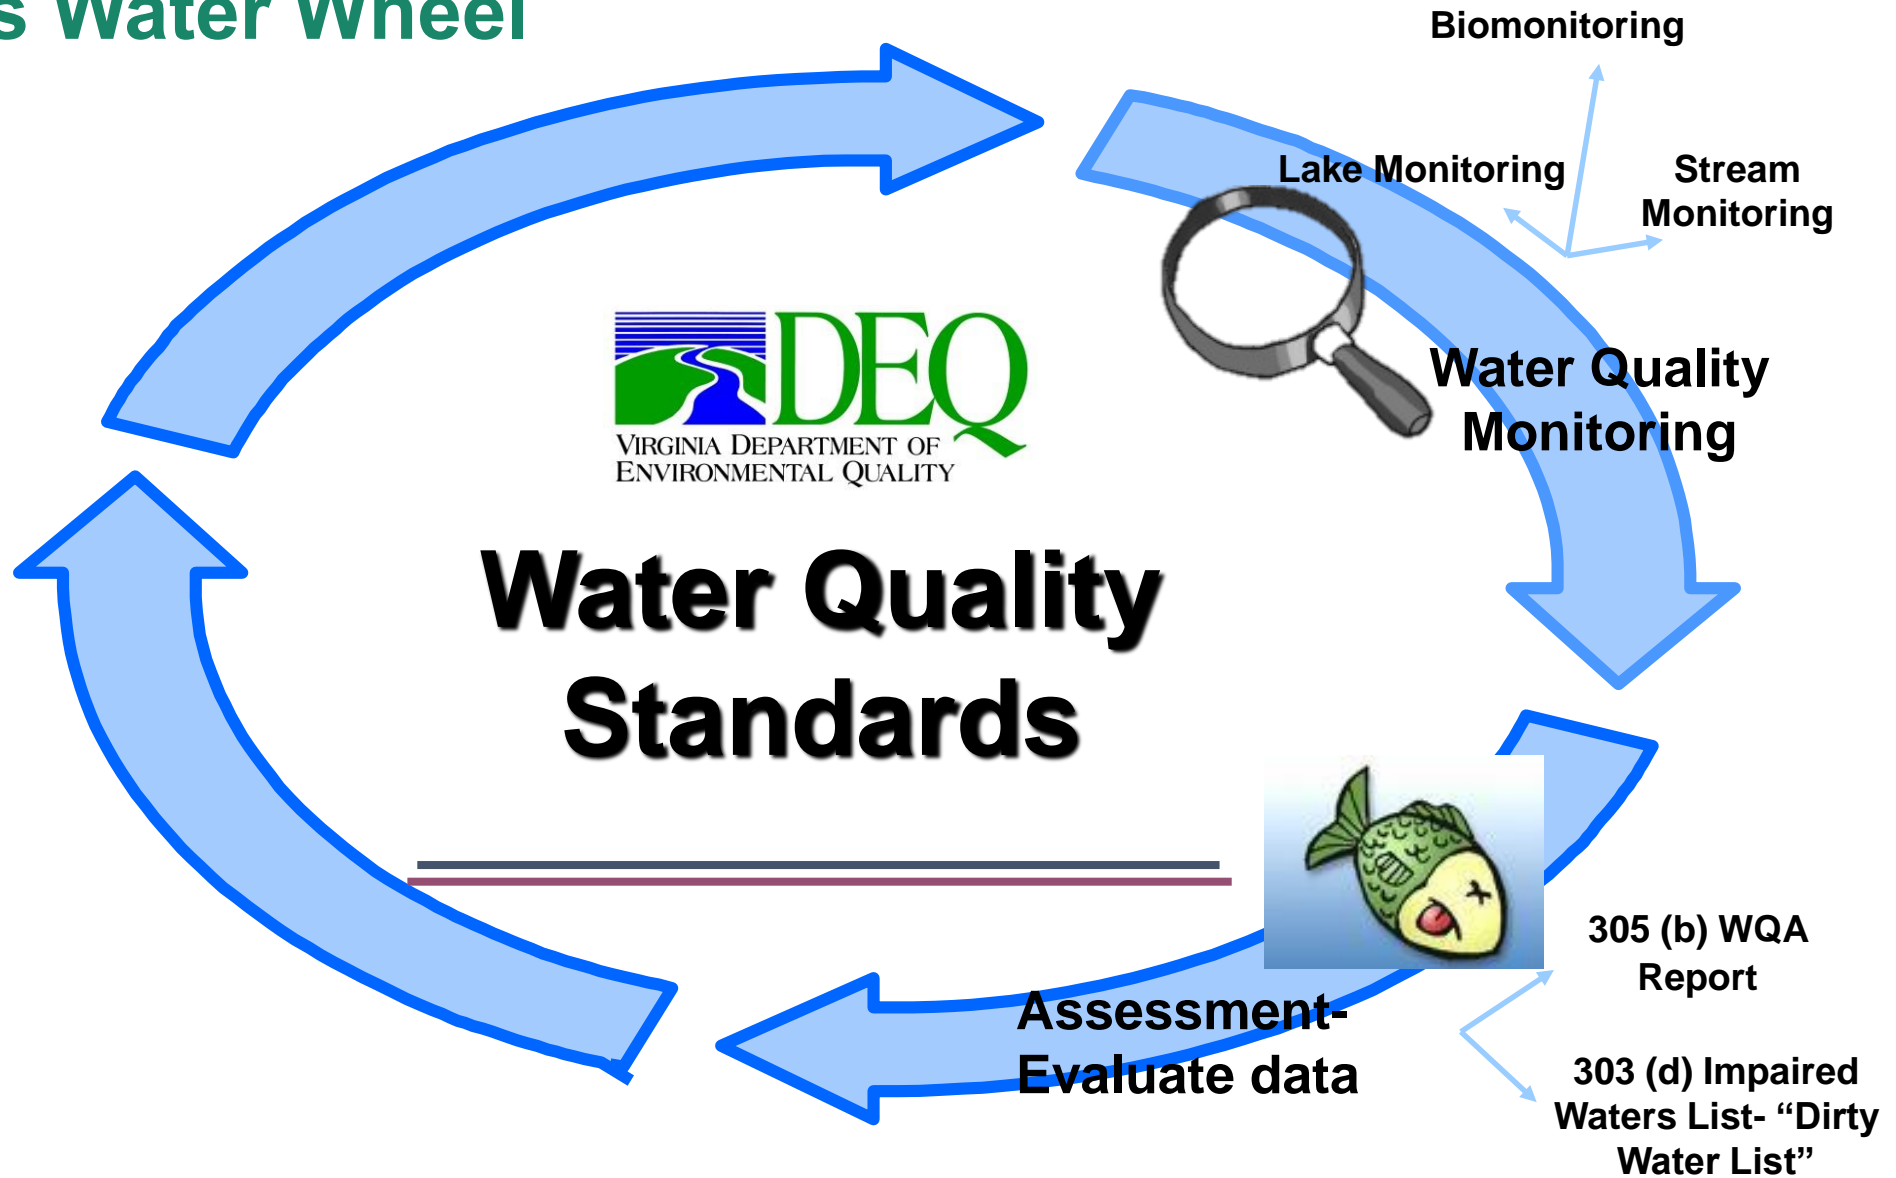 s Water Wheel
Biomonitoring
Lake Monitoring
Stream
Monitoring
DEQ
VIRGINIA DEPARTMENT OF
ENVIRONMENTAL QUALITY
Water Quality
Monitoring
Water Quality
Standards
305 (b) WQA
Report
Assessment-
Evaluate data
303 (d) Impaired
Waters List- “Dirty
Water List”